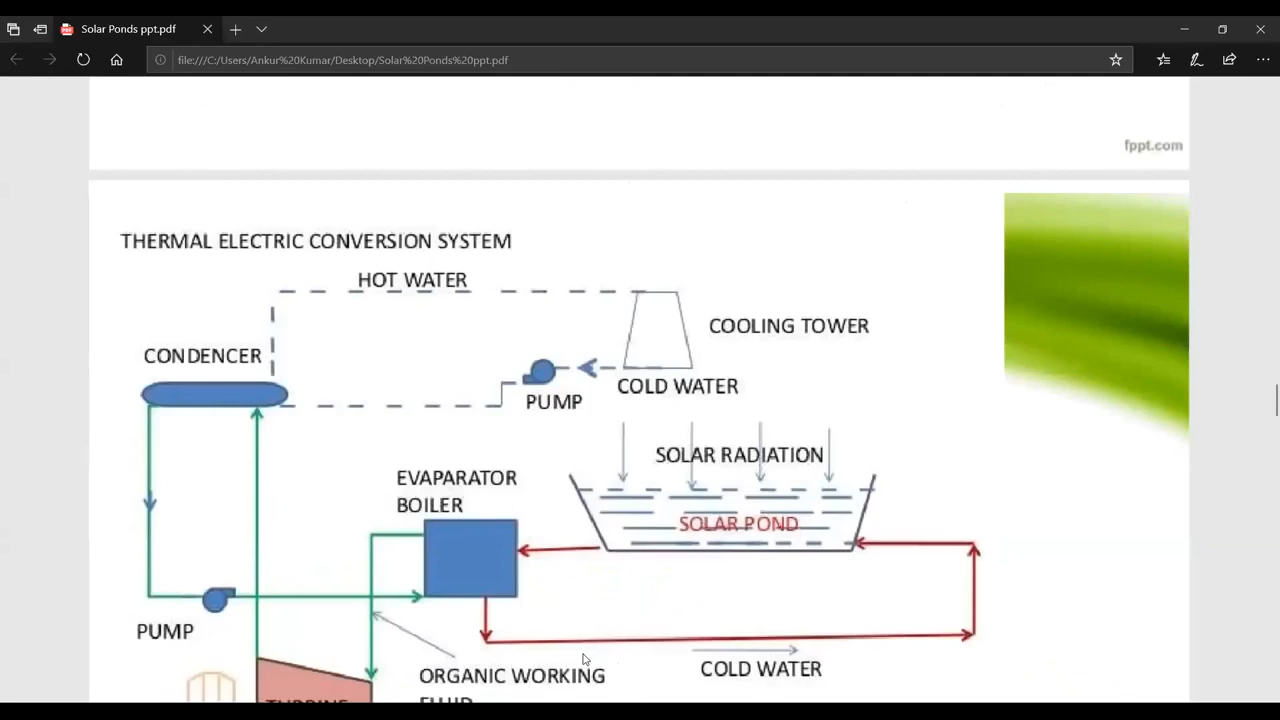 Solar Ponds ppt.pdf
file:///C:/Users/Ankur%20Kumar/Desktop/Solar%20Ponds%20ppt.pdf
fppt.com
THERMAL ELECTRIC CONVERSION SYSTEM
HOT WATER
COOLING TOWER
CONDENCER
COLD WATER
PUMP
SOLAR RADIATION
EVAPARATOR
BOILER
SOLAR POND
PUMP
ORGANIC WORKING
FLUID
COLD WATER
TURBINE